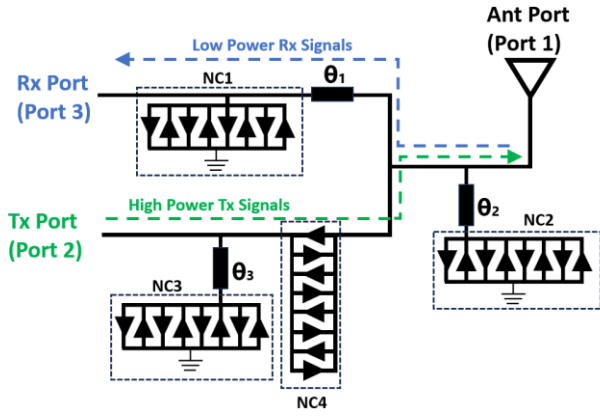 Ant Port
(Port 1)
Low Power Rx Signals
Rx Port
(Port 3)
NC1
θ1
High Power Tx Signals
Tx Port
(Port 2)
θ2
NC2
θ3
NC3
NC4